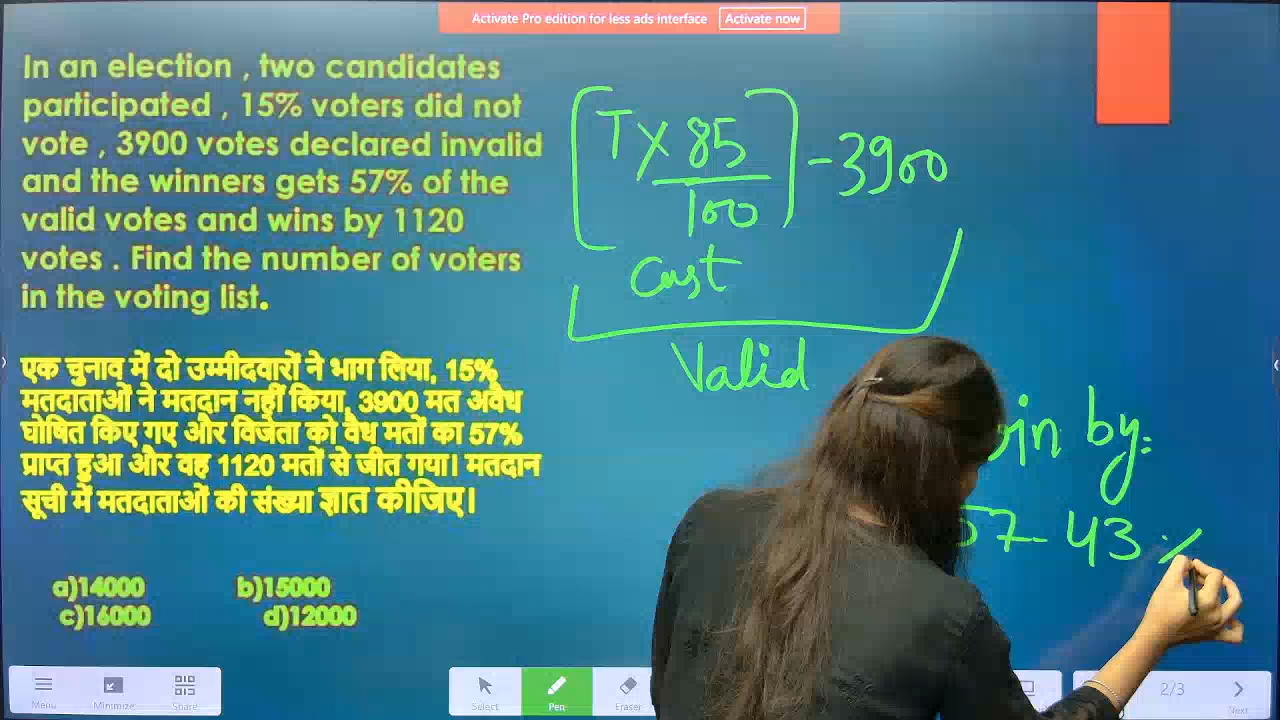 Activate Pro edition for less ads interface Activate now
In an election , two candidates
participated , 15% voters did not
vote , 3900 votes declared invalid
and the winners gets 57% of the
valid votes and wins by 1120
votes . Find the number of voters
in the voting list.
एक चुनाव में दो उम्मीदवारों ने भाग लिया, 15%
मतदाताओं ने मतदान नहीं किया, 3900 मत अवैध
घोषित किए गए और विजेता को वैध मतों का 57%
प्राप्त हुआ और वह 1120 मतों से जीत गया। मतदान
सूची में मतदाताओं की संख्या ज्ञात कीजिए।
a)14000 b)15000
c)16000 d)12000
[T X 85/100] - 3900
Cast
Valid
in by:
57- 43 %
Menu Minimize Share Select Pen Eraser 2/3 Next